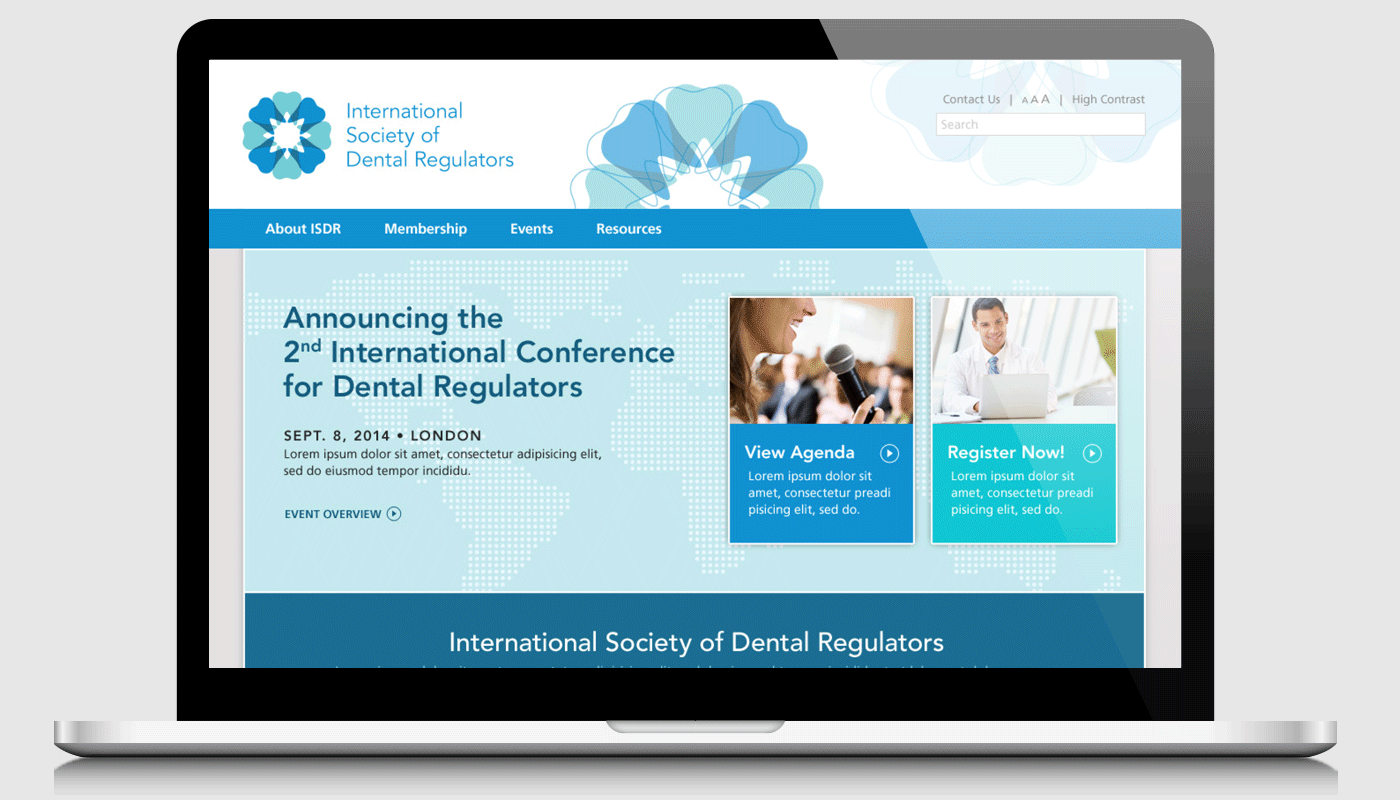 International
Society of
Dental Regulators
Contact Us | A A A | High Contrast
Search
About ISDR Membership Events Resources
Announcing the
2nd International Conference
for Dental Regulators
SEPT. 8, 2014 • LONDON
Lorem ipsum dolor sit amet, consectetur adipisicing elit,
sed do eiusmod tempor incididu.
EVENT OVERVIEW
View Agenda
Lorem ipsum dolor sit
amet, consectetur preadi
pisicing elit, sed do.
Register Now!
Lorem ipsum dolor sit
amet, consectetur preadi
pisicing elit, sed do.
International Society of Dental Regulators